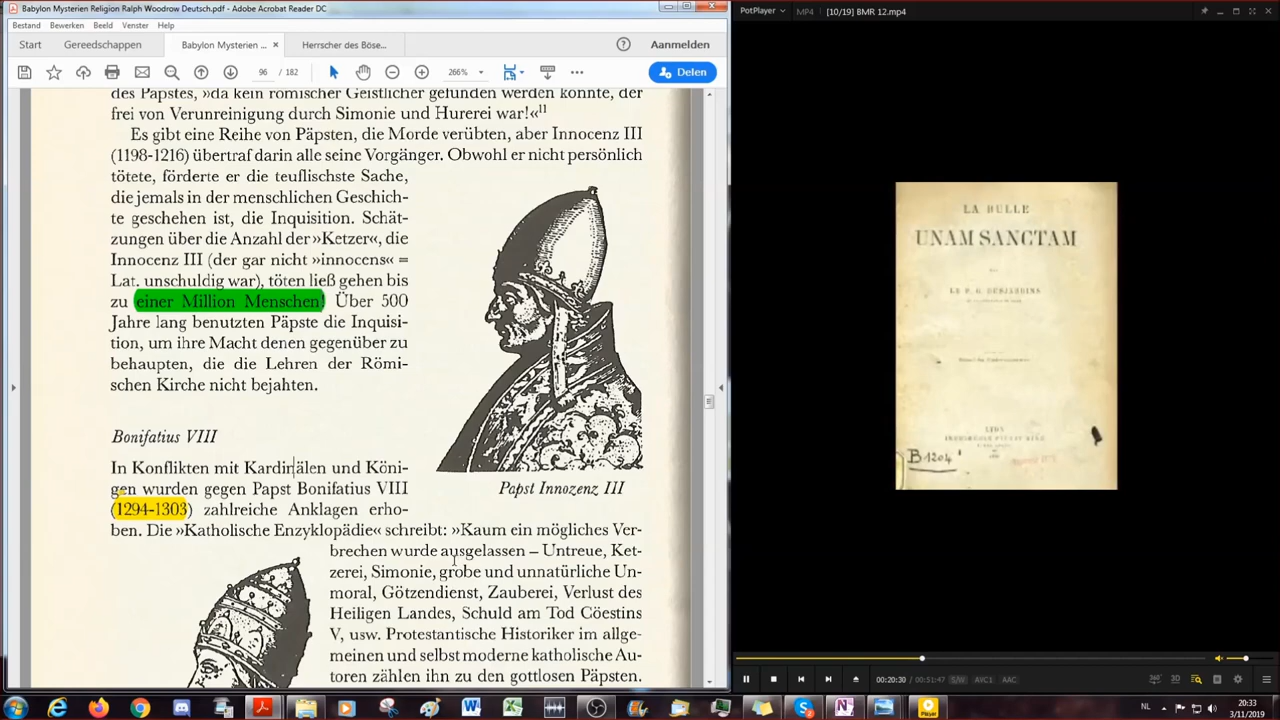 Babylon Mysterien Religion Ralph Woodrow Deutsch.pdf - Adobe Acrobat Reader DC
Bestand Bewerken Beeld Venster Help
Start Gereedschappen Babylon Mysterien ... × Herrscher des Böse... Aanmelden
96 / 182 266% Delen
des Papstes, »da kein römischer Geistlicher gefunden werden konnte, der
frei von Verunreinigung durch Simonie und Hurerei war!«11
Es gibt eine Reihe von Päpsten, die Morde verübten, aber Innocenz III
(1198-1216) übertraf darin alle seine Vorgänger. Obwohl er nicht persönlich
tötete, förderte er die teuflischste Sache,
die jemals in der menschlichen Geschich-
te geschehen ist, die Inquisition. Schät-
zungen über die Anzahl der »Ketzer«, die
Innocenz III (der gar nicht »innocens« =
Lat. unschuldig war), töten ließ gehen bis
zu einer Million Menschen! Über 500
Jahre lang benutzten Päpste die Inquisi-
tion, um ihre Macht denen gegenüber zu
behaupten, die die Lehren der Römi-
schen Kirche nicht bejahten.
Bonifatius VIII
In Konflikten mit Kardinälen und Köni-
gen wurden gegen Papst Bonifatius VIII
(1294-1303) zahlreiche Anklagen erho-
ben. Die »Katholische Enzyklopädie« schreibt: »Kaum ein mögliches Ver-
brechen wurde ausgelassen – Untreue, Ket-
zerei, Simonie, grobe und unnatürliche Un-
moral, Götzendienst, Zauberei, Verlust des
Heiligen Landes, Schuld am Tod Cöestins
V, usw. Protestantische Historiker im allge-
meinen und selbst moderne katholische Au-
toren zählen ihn zu den gottlosen Päpsten.
Papst Innozenz III
PotPlayer MP4 [10/19] BMR 12.mp4
LA BULLE
UNAM SANCTAM
LE P. G. DESJARDINS
LYON
B 1204
00:20:30 / 00:51:47 S/W AVC1 AAC
360° 3D
NL 20:33
3/11/2019
Player